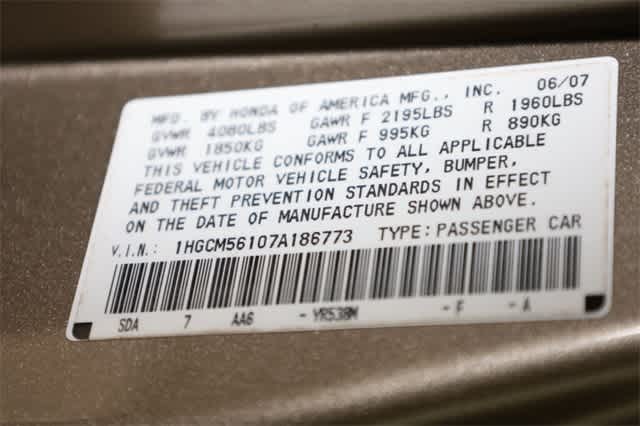 MFD. BY HONDA OF AMERICA MFG., INC. 06/07
GVWR 4080LBS GAWR F 2195LBS R 1960LBS
GVWR 1850KG GAWR F 995KG R 890KG
THIS VEHICLE CONFORMS TO ALL APPLICABLE
FEDERAL MOTOR VEHICLE SAFETY, BUMPER,
AND THEFT PREVENTION STANDARDS IN EFFECT
ON THE DATE OF MANUFACTURE SHOWN ABOVE.
V.I.N.: 1HGCM56107A186773 TYPE: PASSENGER CAR
SDA 7 AA6 - YR538M - F - A